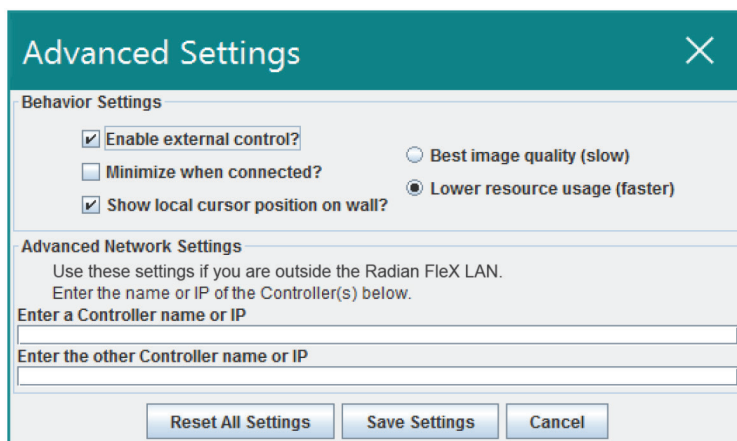 Advanced Settings
Behavior Settings
Enable external control?
Minimize when connected?
Show local cursor position on wall?
Best image quality (slow)
Lower resource usage (faster)
Advanced Network Settings
Use these settings if you are outside the Radian FleX LAN.
Enter the name or IP of the Controller(s) below.
Enter a Controller name or IP
Enter the other Controller name or IP
Reset All Settings Save Settings Cancel